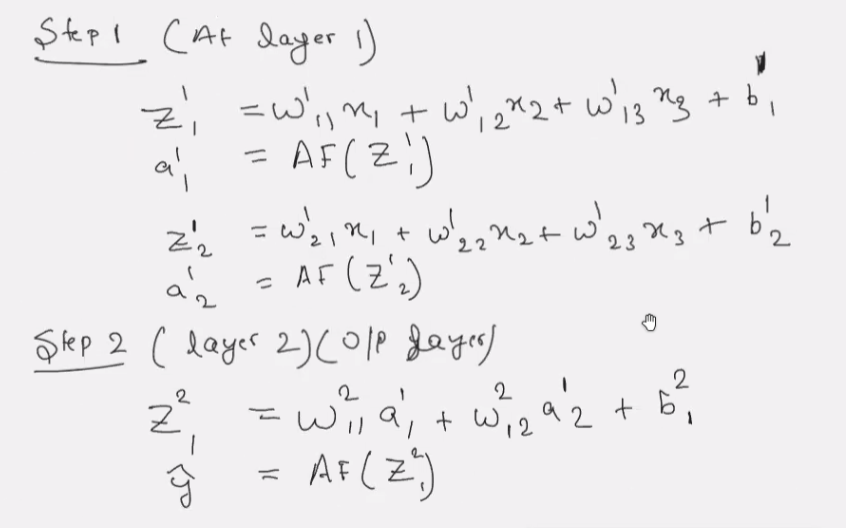 Step 1 (At layer 1)
z¹₁ = w¹₁₁x₁ + w¹₁₂x₂ + w¹₁₃x₃ + b¹₁
a¹₁ = AF(z¹₁)
z¹₂ = w¹₂₁x₁ + w¹₂₂x₂ + w¹₂₃x₃ + b¹₂
a¹₂ = AF(z¹₂)
Step 2 (layer 2)(O/P layer)
z²₁ = w²₁₁a¹₁ + w²₁₂a¹₂ + b²₁
ŷ = AF(z²₁)